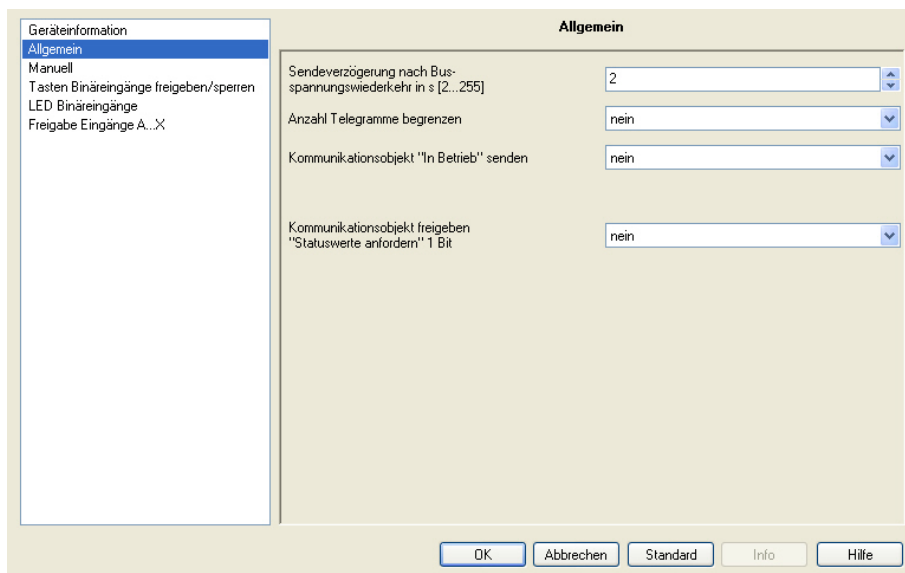 Geräteinformation
Allgemein
Manuell
Tasten Binäreingänge freigeben/sperren
LED Binäreingänge
Freigabe Eingänge A...X
Allgemein
Sendeverzögerung nach Bus-
spannungswiederkehr in s [2...255]
2
Anzahl Telegramme begrenzen
nein
Kommunikationsobjekt "In Betrieb" senden
nein
Kommunikationsobjekt freigeben
"Statuswerte anfordern" 1 Bit
nein
OK
Abbrechen
Standard
Info
Hilfe